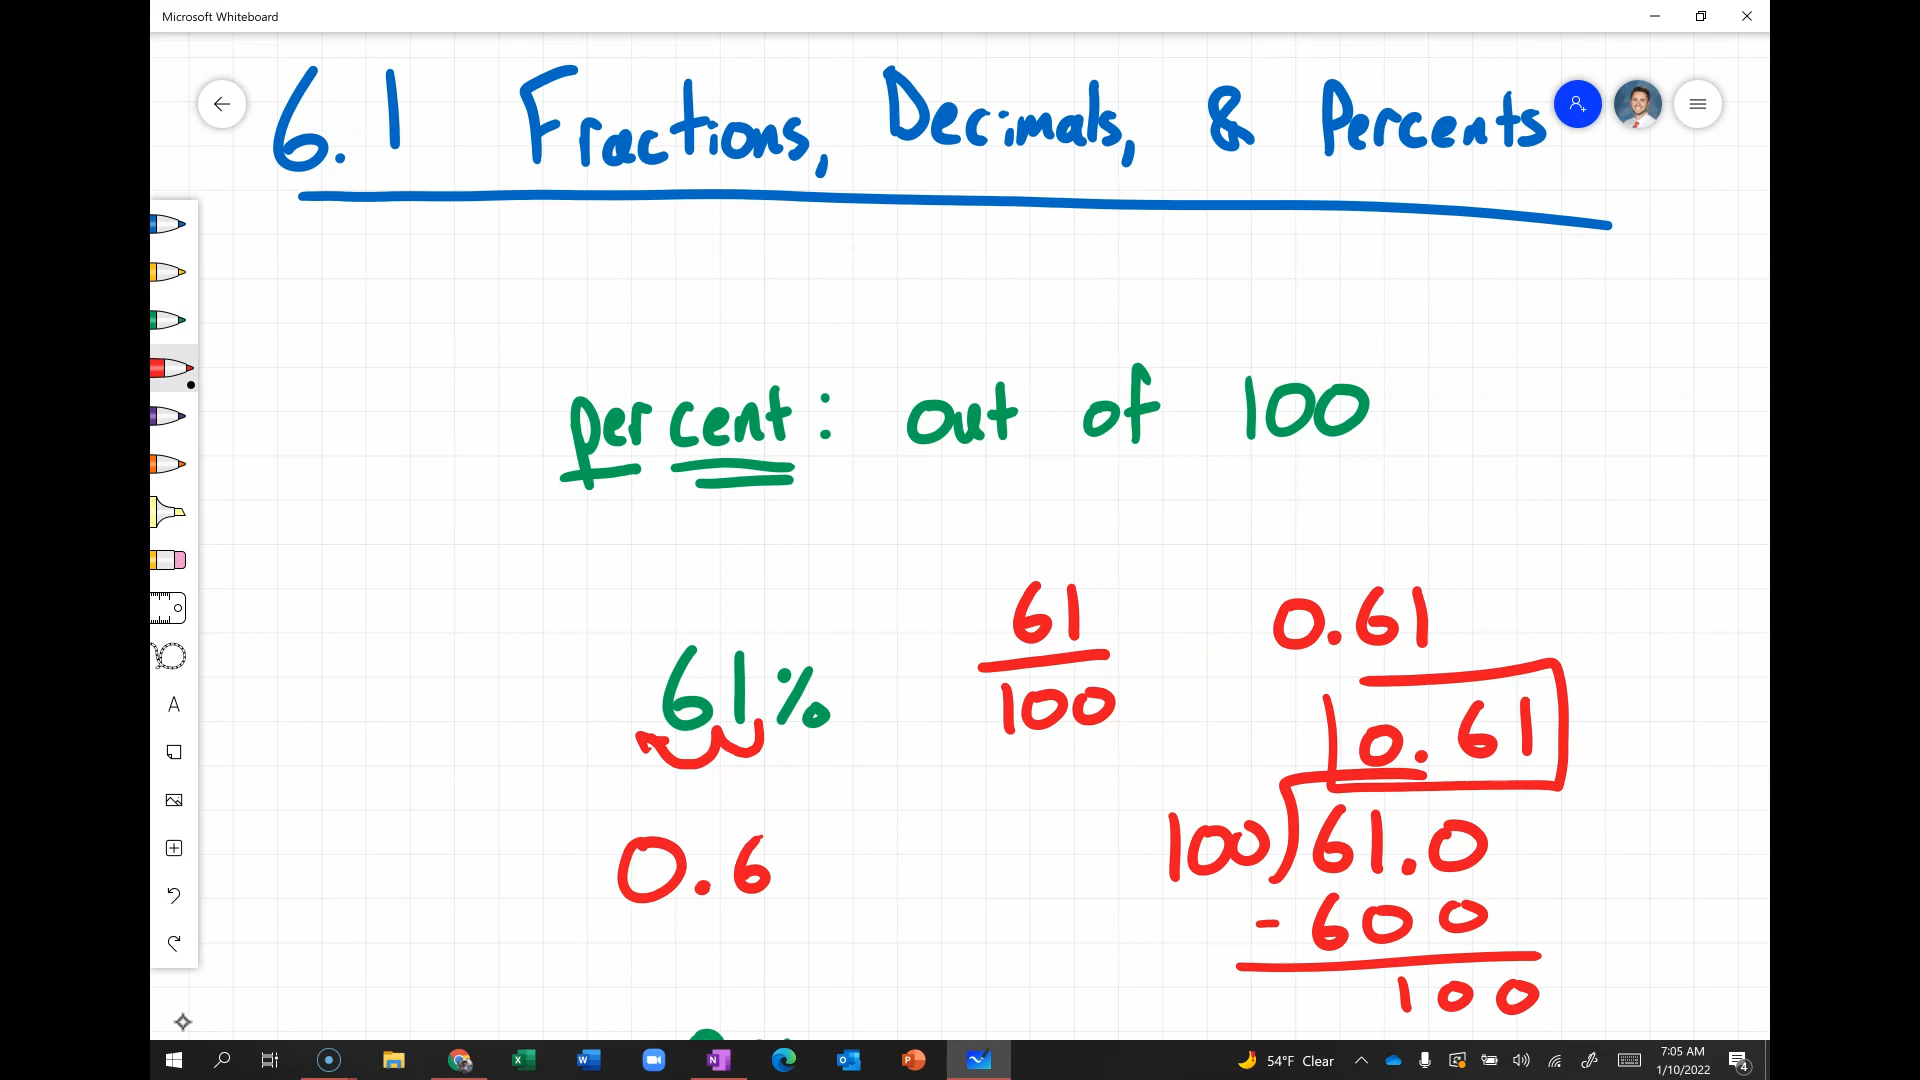 Microsoft Whiteboard
6.1 Fractions, Decimals, & Percents
percent: out of 100
61%
61
100
0.61
0.61
100)61.0
- 600
100
0.6
A
54°F Clear
7:05 AM
1/10/2022
4